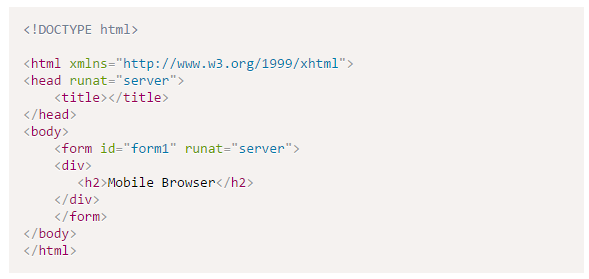 <!DOCTYPE html>
<html xmlns="http://www.w3.org/1999/xhtml">
<head runat="server">
<title></title>
</head>
<body>
<form id="form1" runat="server">
<div>
<h2>Mobile Browser</h2>
</div>
</form>
</body>
</html>